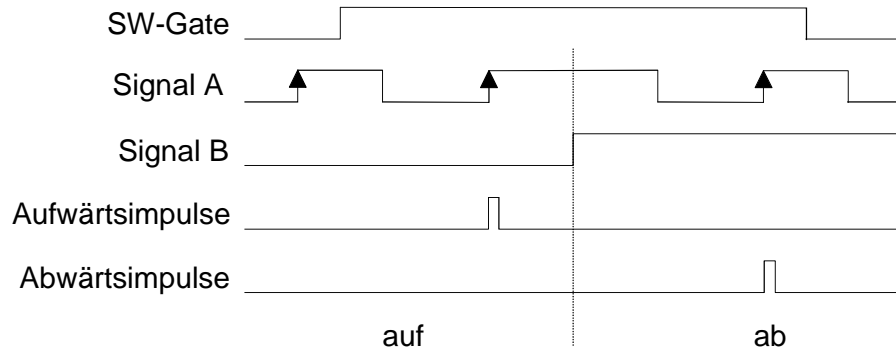 SW-Gate
Signal A
Signal B
Aufwärtsimpulse
Abwärtsimpulse
auf ab